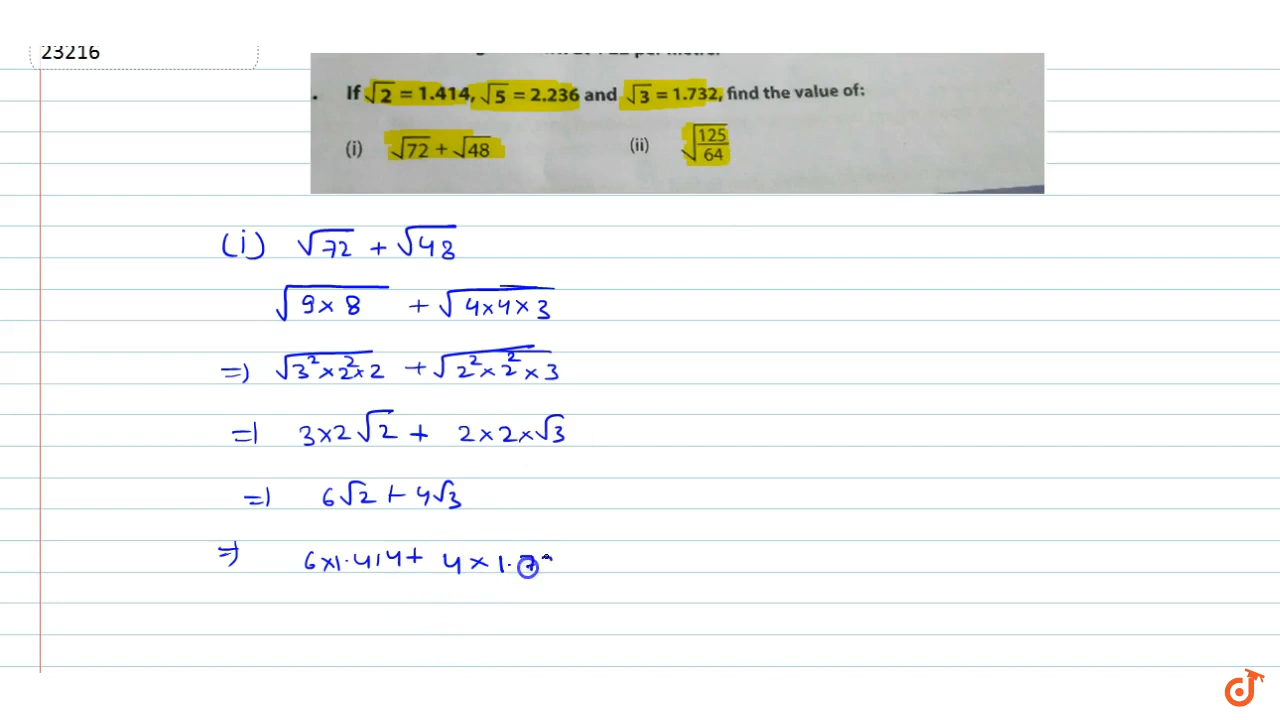 23216
If √2 = 1.414, √5 = 2.236 and √3 = 1.732, find the value of:
(i) √72 + √48 (ii) √125/64
(i) √72 + √48
√9×8 + √4×4×3
=) √3²×2²×2 + √2²×2²×3
=) 3×2√2 + 2×2×√3
=) 6√2 + 4√3
=) 6×1.414+ 4×1.7